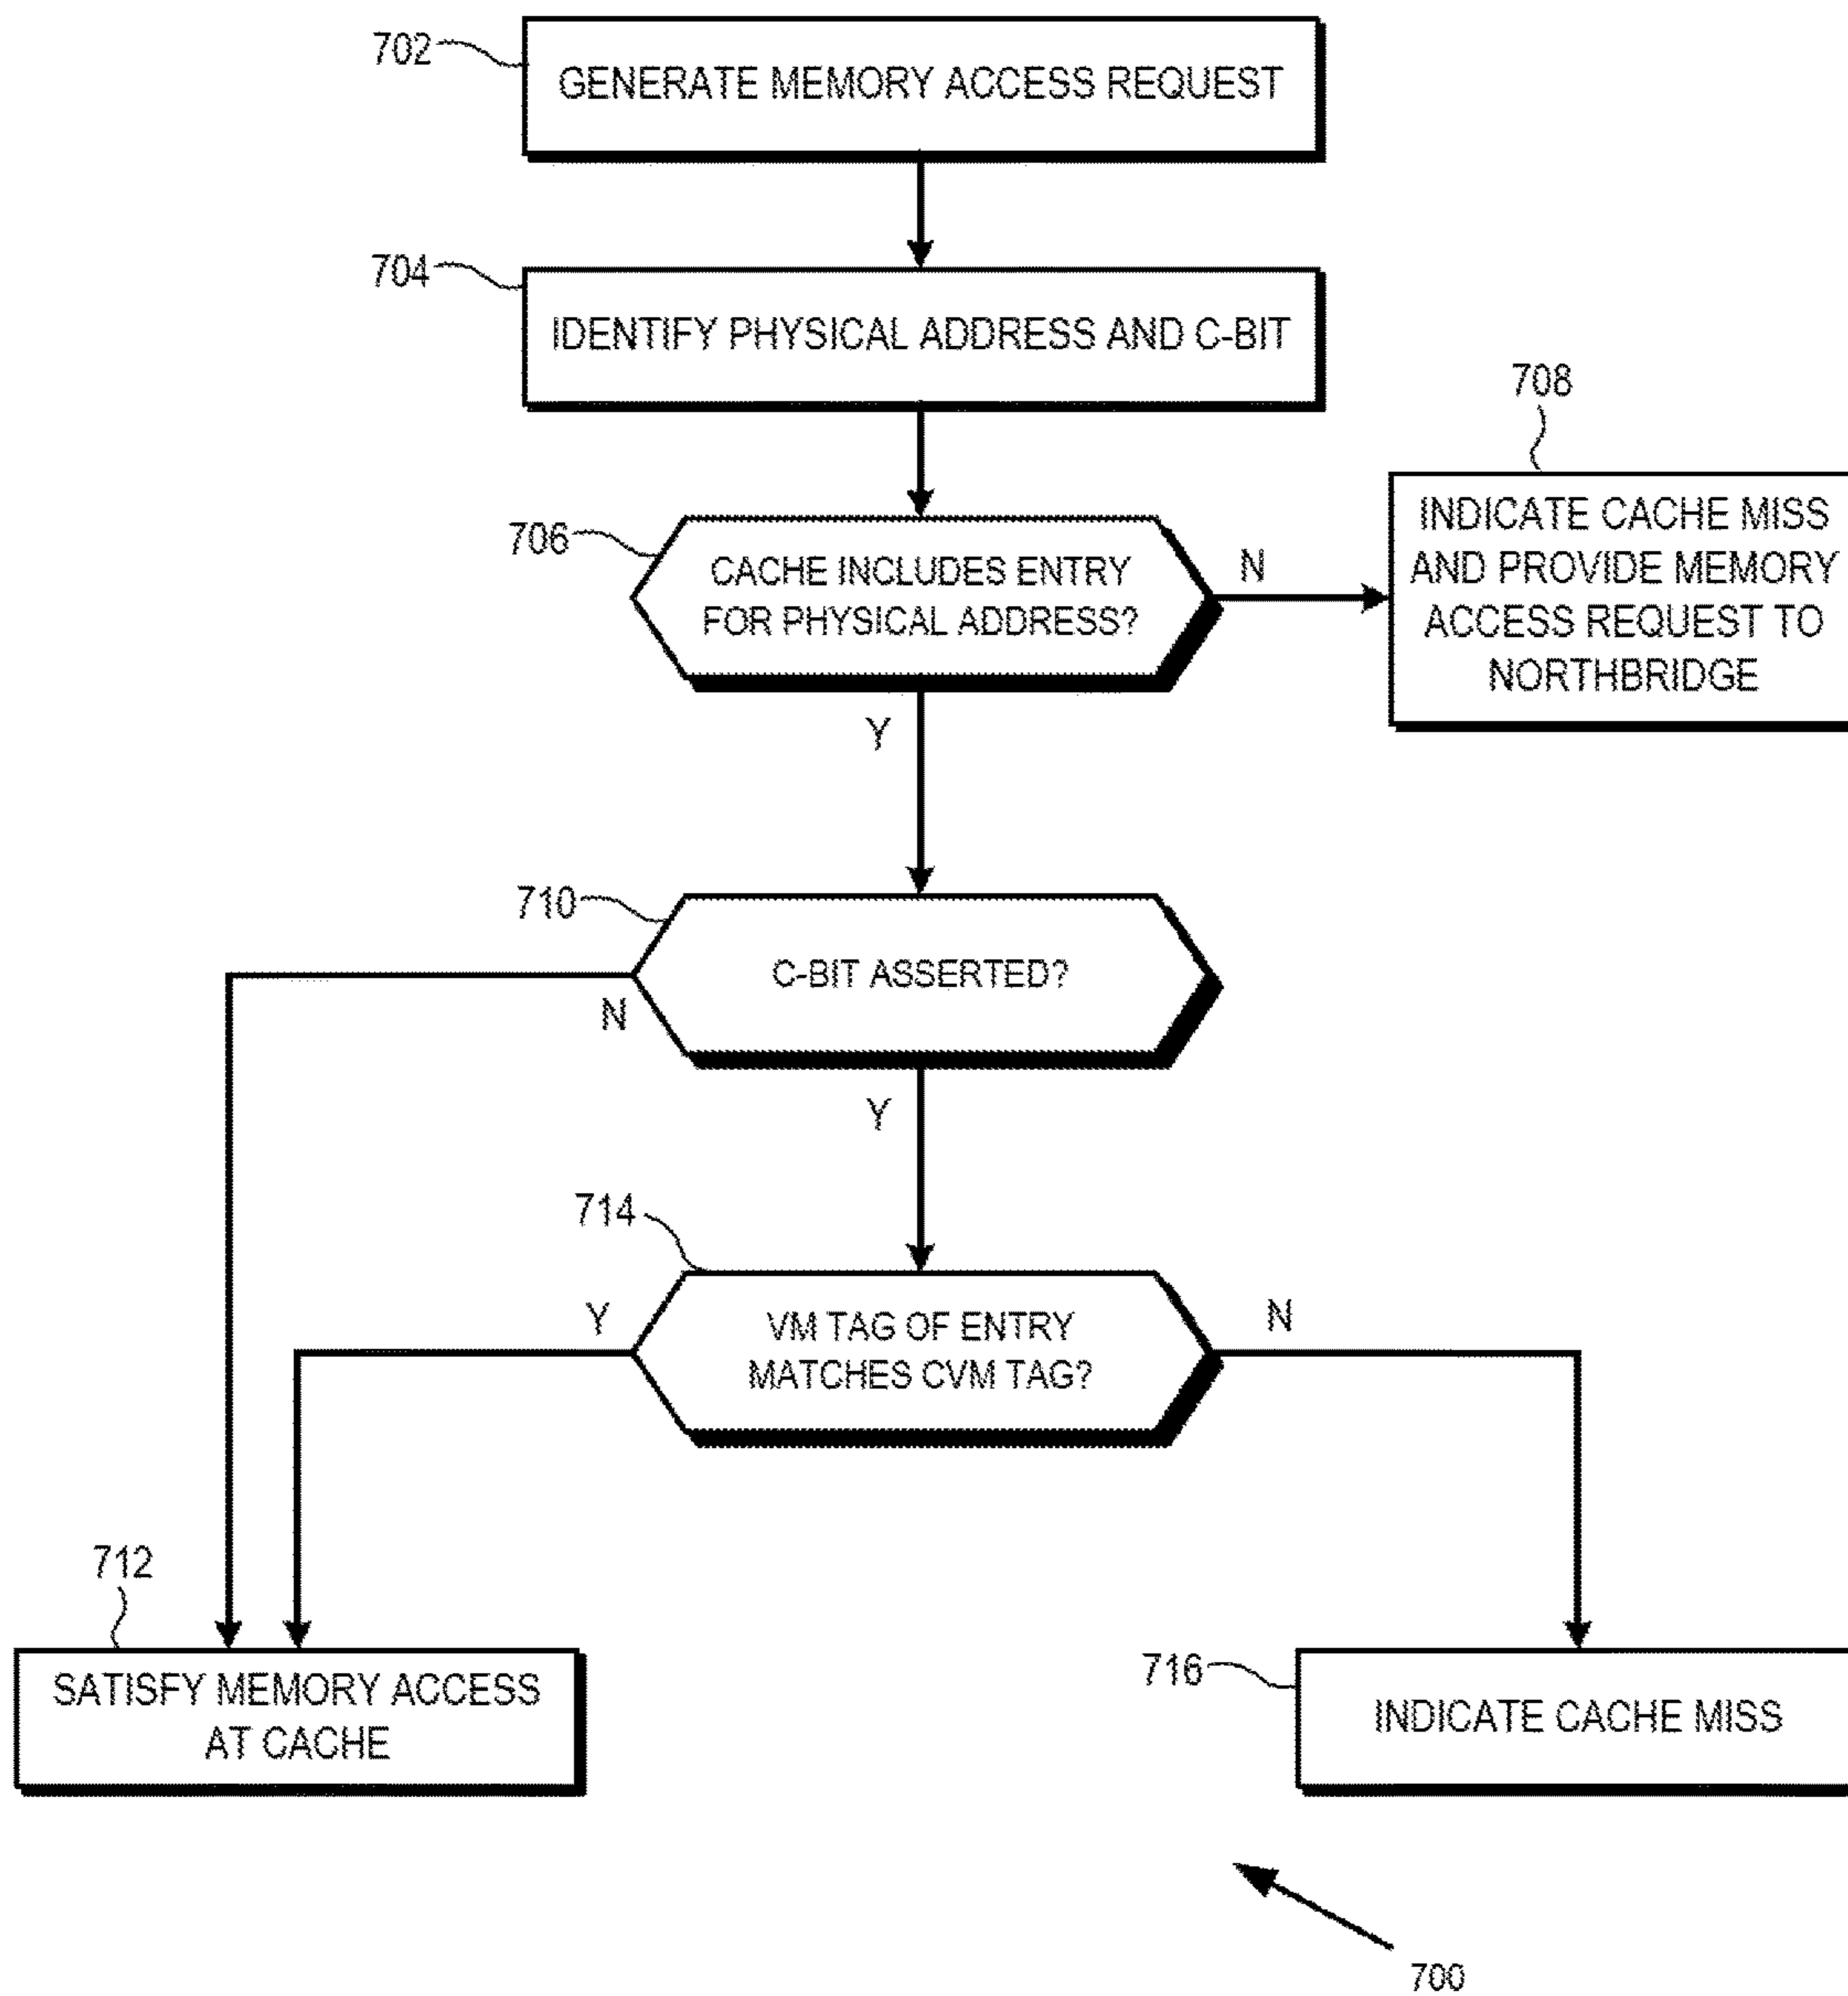 702
GENERATE MEMORY ACCESS REQUEST
704
IDENTIFY PHYSICAL ADDRESS AND C-BIT
708
INDICATE CACHE MISS
AND PROVIDE MEMORY
ACCESS REQUEST TO
NORTHBRIDGE
706
CACHE INCLUDES ENTRY
FOR PHYSICAL ADDRESS?
N
Y
710
C-BIT ASSERTED?
N
Y
714
VM TAG OF ENTRY
MATCHES CVM TAG?
Y
N
712
SATISFY MEMORY ACCESS
AT CACHE
716
INDICATE CACHE MISS
700